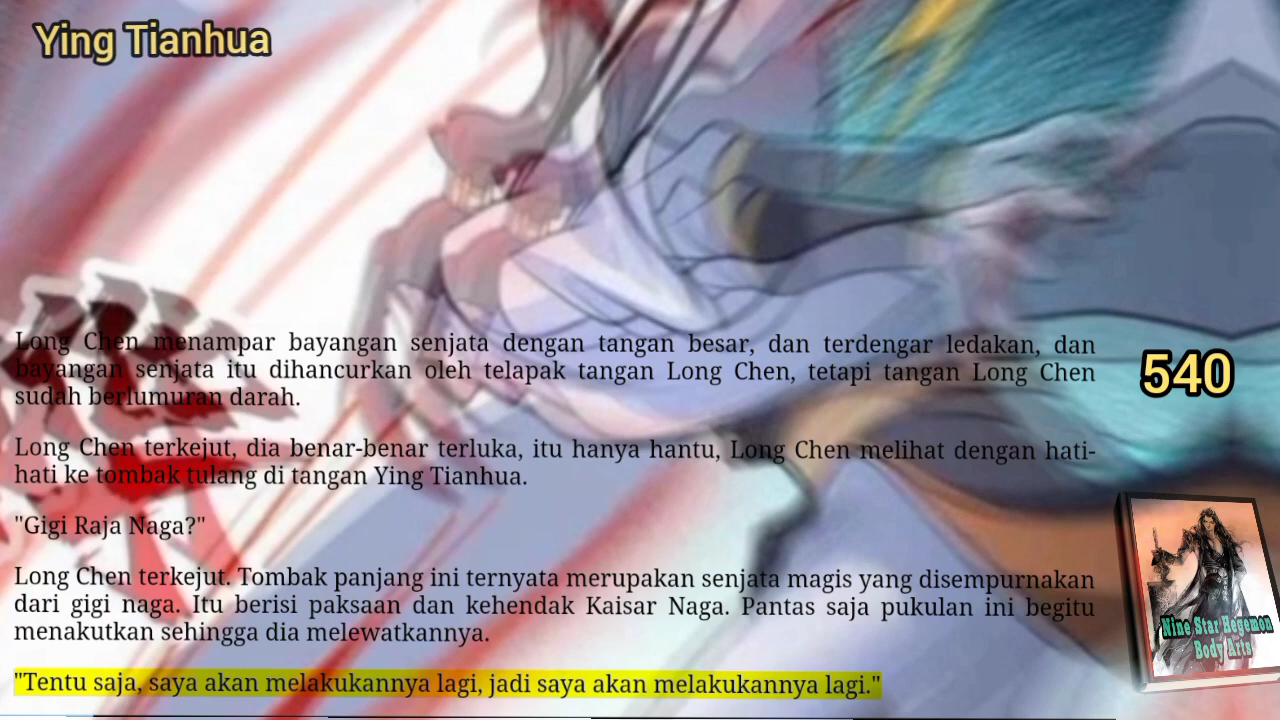 Ying Tianhua
Long Chen menampar bayangan senjata dengan tangan besar, dan terdengar ledakan, dan
bayangan senjata itu dihancurkan oleh telapak tangan Long Chen, tetapi tangan Long Chen
sudah berlumuran darah.
540
Long Chen terkejut, dia benar-benar terluka, itu hanya hantu, Long Chen melihat dengan hati-
hati ke tombak tulang di tangan Ying Tianhua.
"Gigi Raja Naga?"
Long Chen terkejut. Tombak panjang ini ternyata merupakan senjata magis yang disempurnakan
dari gigi naga. Itu berisi paksaan dan kehendak Kaisar Naga. Pantas saja pukulan ini begitu
menakutkan sehingga dia melewatkannya.
Nine Star Hegemon
Body Arts
"Tentu saja, saya akan melakukannya lagi, jadi saya akan melakukannya lagi."